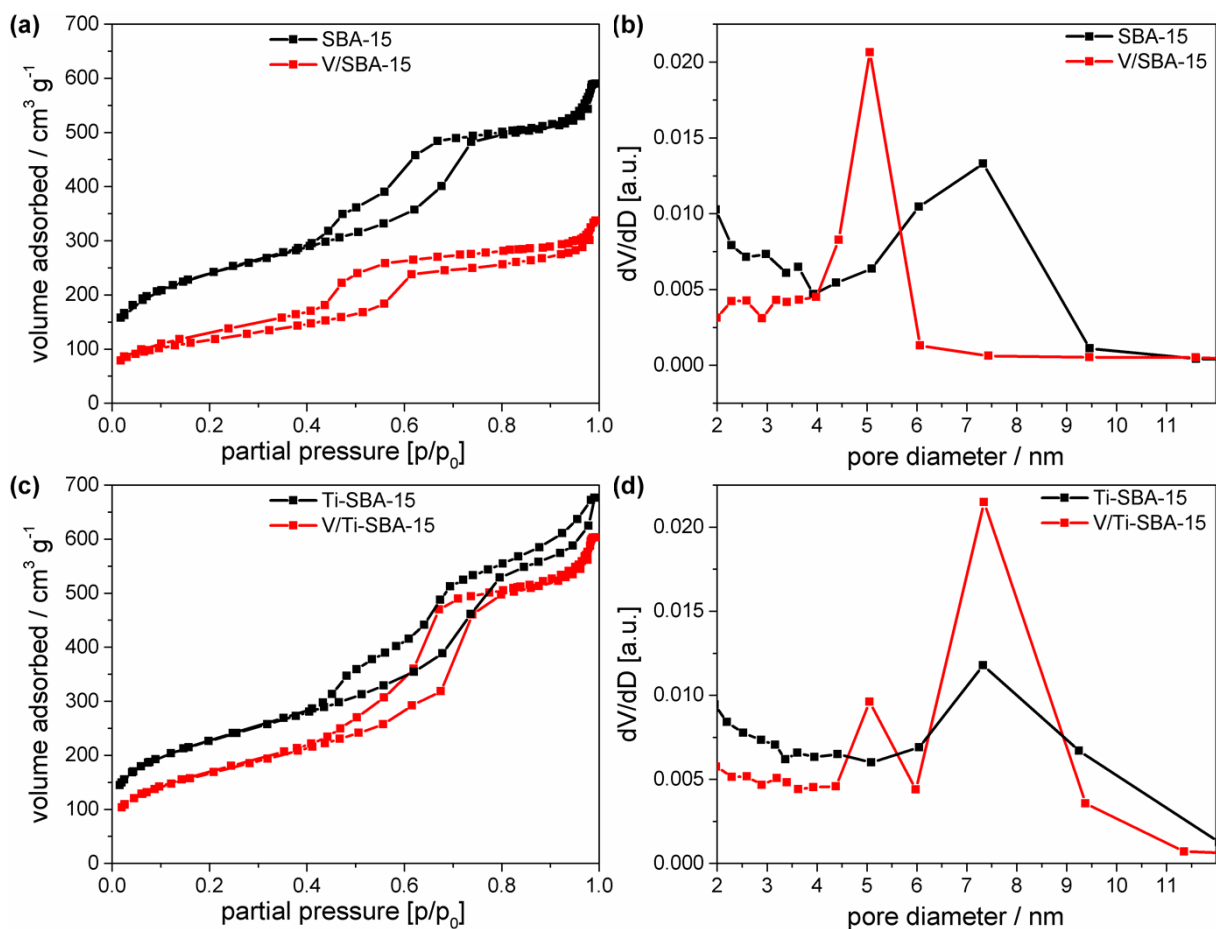 (a)
SBA-15
V/SBA-15
volume adsorbed / cm³ g⁻¹
700
600
500
400
300
200
100
0
0.0 0.2 0.4 0.6 0.8 1.0
partial pressure [p/p₀]
(b)
SBA-15
V/SBA-15
dV/dD [a.u.]
0.020
0.015
0.010
0.005
0.000
2 3 4 5 6 7 8 9 10 11
pore diameter / nm
(c)
Ti-SBA-15
V/Ti-SBA-15
volume adsorbed / cm³ g⁻¹
700
600
500
400
300
200
100
0
0.0 0.2 0.4 0.6 0.8 1.0
partial pressure [p/p₀]
(d)
Ti-SBA-15
V/Ti-SBA-15
dV/dD [a.u.]
0.020
0.015
0.010
0.005
0.000
2 3 4 5 6 7 8 9 10 11
pore diameter / nm